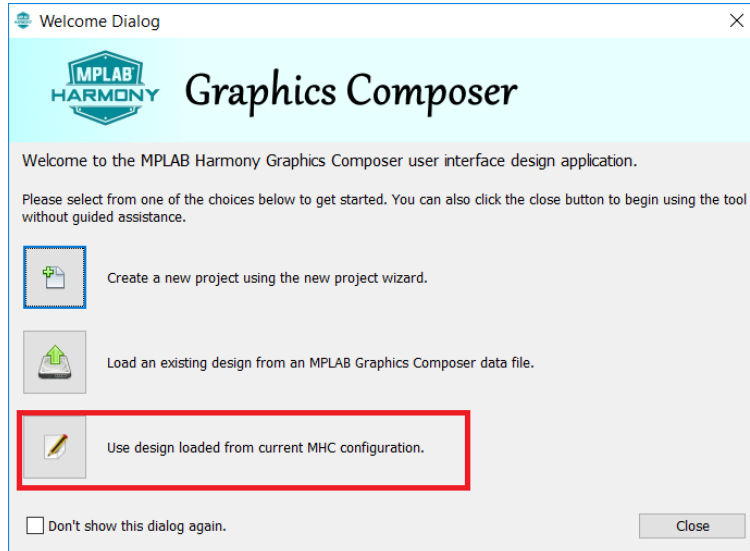 Welcome Dialog
MPLAB
HARMONY
Graphics Composer
Welcome to the MPLAB Harmony Graphics Composer user interface design application.
Please select from one of the choices below to get started. You can also click the close button to begin using the tool
without guided assistance.
Create a new project using the new project wizard.
Load an existing design from an MPLAB Graphics Composer data file.
Use design loaded from current MHC configuration.
Don't show this dialog again.
Close